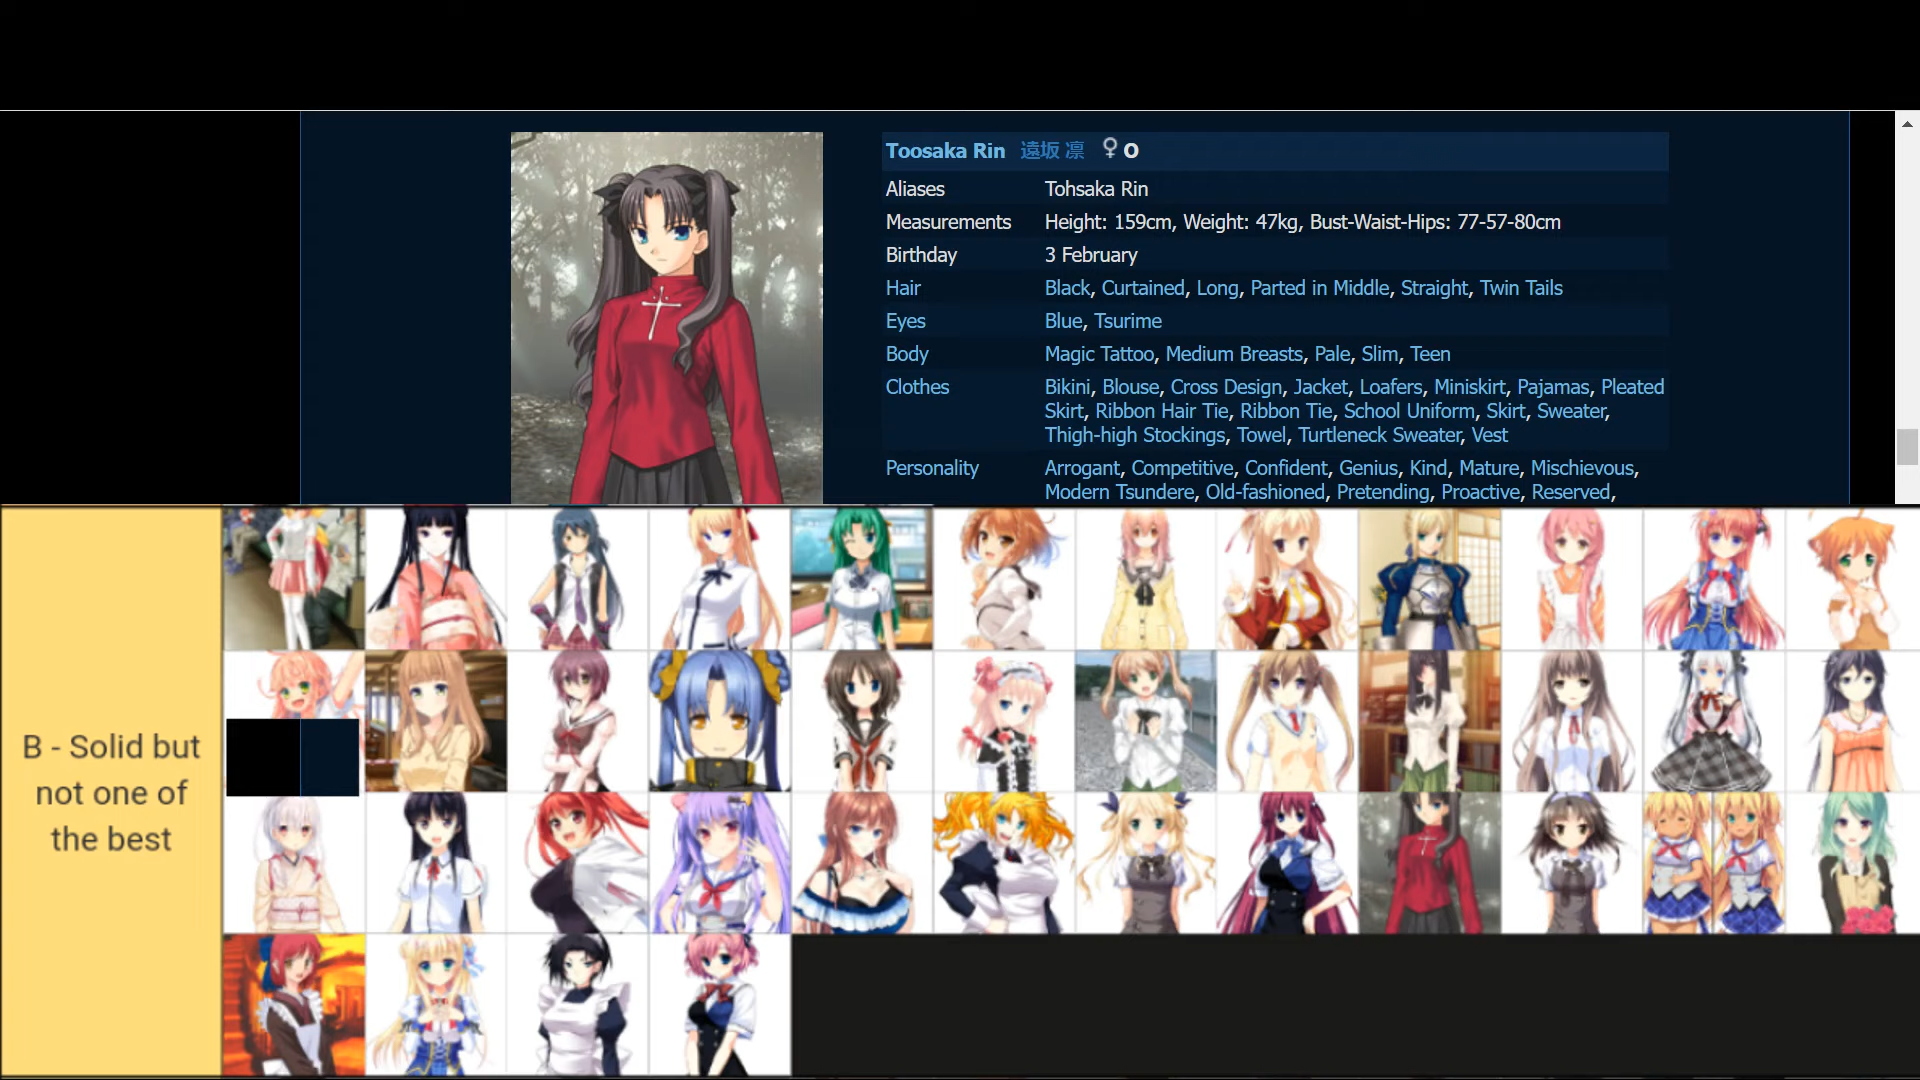 Toosaka Rin 遠坂 凛 ♀ O
Aliases Tohsaka Rin
Measurements Height: 159cm, Weight: 47kg, Bust-Waist-Hips: 77-57-80cm
Birthday 3 February
Hair Black, Curtained, Long, Parted in Middle, Straight, Twin Tails
Eyes Blue, Tsurime
Body Magic Tattoo, Medium Breasts, Pale, Slim, Teen
Clothes Bikini, Blouse, Cross Design, Jacket, Loafers, Miniskirt, Pajamas, Pleated
Skirt, Ribbon Hair Tie, Ribbon Tie, School Uniform, Skirt, Sweater,
Thigh-high Stockings, Towel, Turtleneck Sweater, Vest
Personality Arrogant, Competitive, Confident, Genius, Kind, Mature, Mischievous,
Modern Tsundere, Old-fashioned, Pretending, Proactive, Reserved,
B - Solid but
not one of
the best